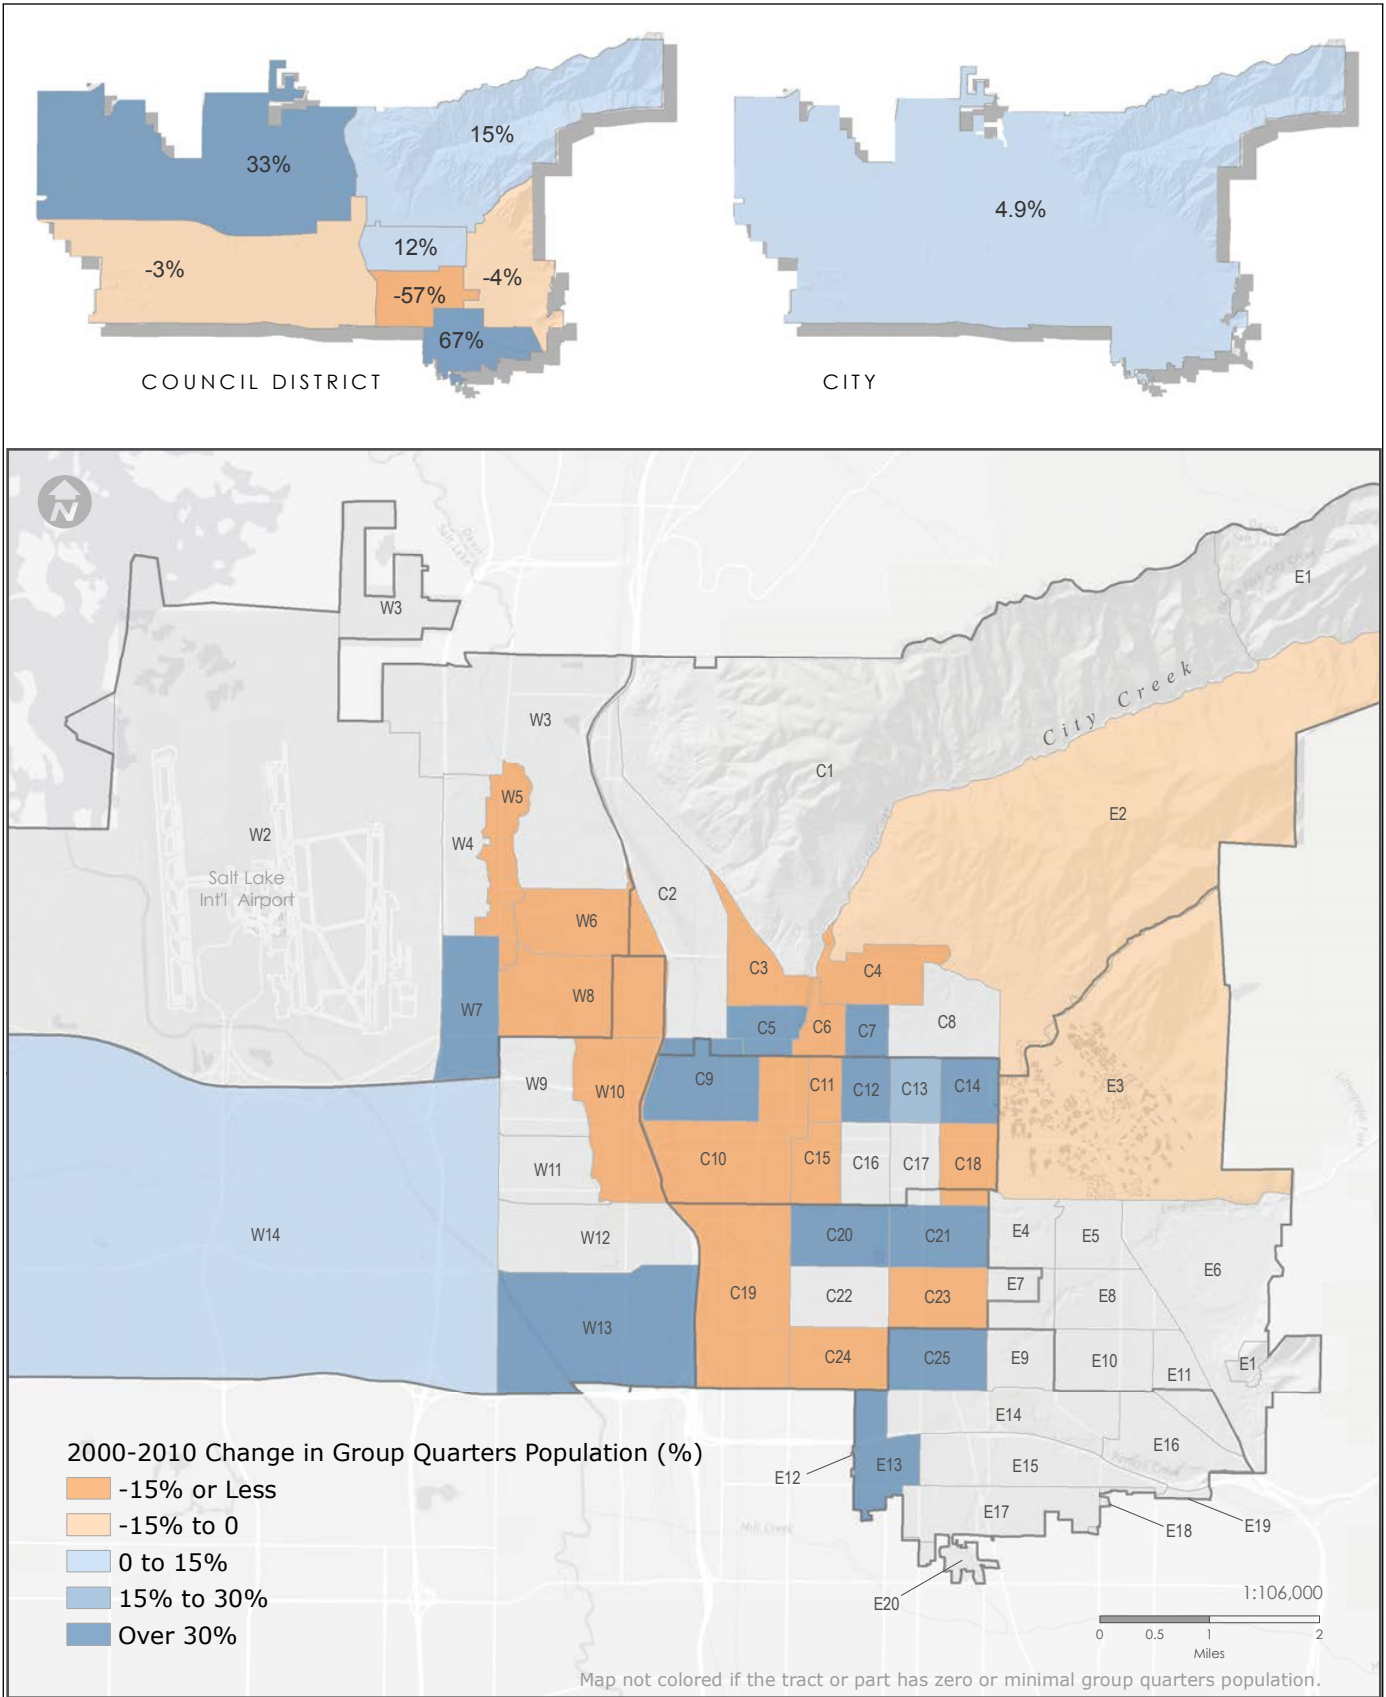 15%
33%
12%
-3%
-4%
-57%
67%
COUNCIL DISTRICT
4.9%
CITY
N
Davis
Salt Lake
E1
W3
W3
City Creek
C1
W5
E2
W2
W4
Salt Lake
Int'l Airport
C2
W6
C3
C4
W8
W7
C5
C6
C7
C8
C9
C11
C12
C13
C14
E3
W9
W10
C10
C15
C16
C17
C18
W11
W14
W12
C20
C21
E4
E5
E6
C19
C22
C23
E7
E8
W13
C24
C25
E9
E10
E11
E1
E14
E16
E12
E13
E15
E17
E18
E19
E20
Mill Creek
2000-2010 Change in Group Quarters Population (%)
-15% or Less
-15% to 0
0 to 15%
15% to 30%
Over 30%
1:106,000
0 0.5 1 2
Miles
Map not colored if the tract or part has zero or minimal group quarters population.